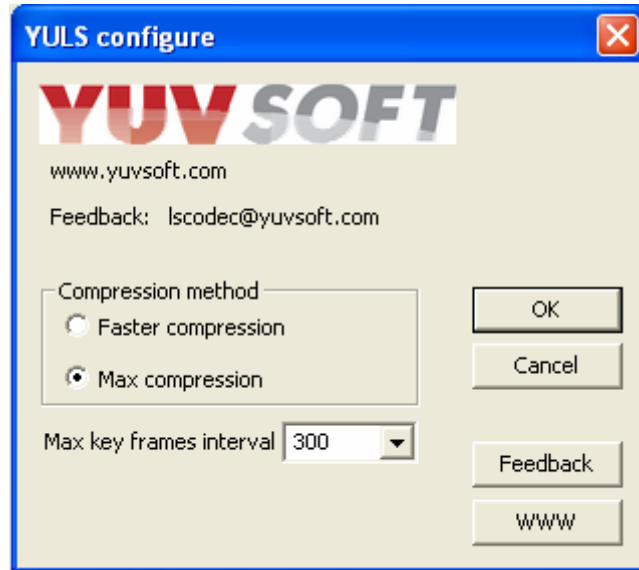 YULS configure
YUVSOFT
www.yuvsoft.com
Feedback: lscodec@yuvsoft.com
Compression method
Faster compression
Max compression
Max key frames interval 300
OK
Cancel
Feedback
WWW